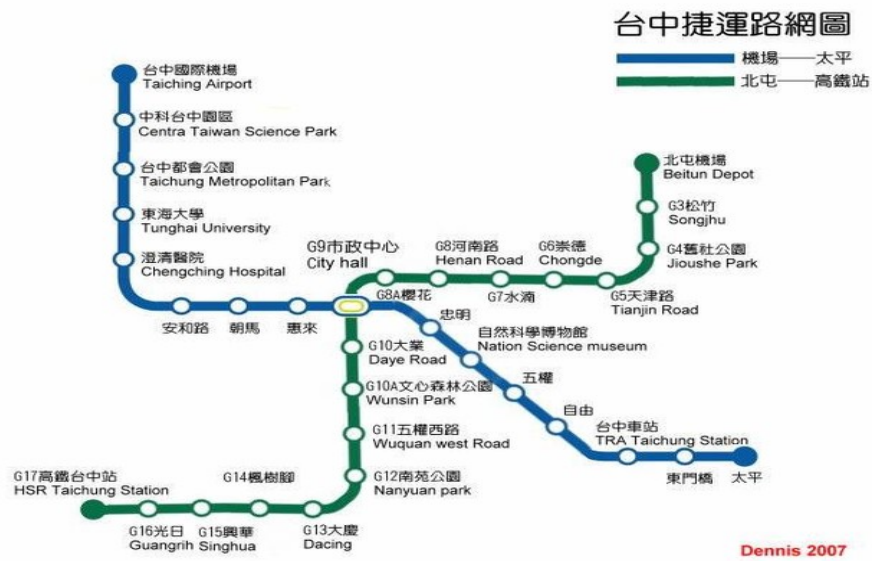 台中捷運路網圖
機場——太平
北屯——高鐵站
台中國際機場
Taiching Airport
中科台中園區
Centra Taiwan Science Park
台中都會公園
Taichung Metropolitan Park
東海大學
Tunghai University
澄清醫院
Chengching Hospital
安和路
朝馬
惠來
G9市政中心
City hall
G8A櫻花
G8河南路
Henan Road
G7水湳
G6崇德
Chongde
G5天津路
Tianjin Road
北屯機場
Beitun Depot
G3松竹
Songjhu
G4舊社公園
Jioushe Park
忠明
自然科學博物館
Nation Science museum
五權
自由
台中車站
TRA Taichung Station
東門橋
太平
G10大業
Daye Road
G10A文心森林公園
Wunsin Park
G11五權西路
Wuquan west Road
G12南苑公園
Nanyuan park
G13大慶
Dacing
G14楓樹腳
G15興華
Singhua
G16光日
Guangrih
G17高鐵台中站
HSR Taichung Station
Dennis 2007